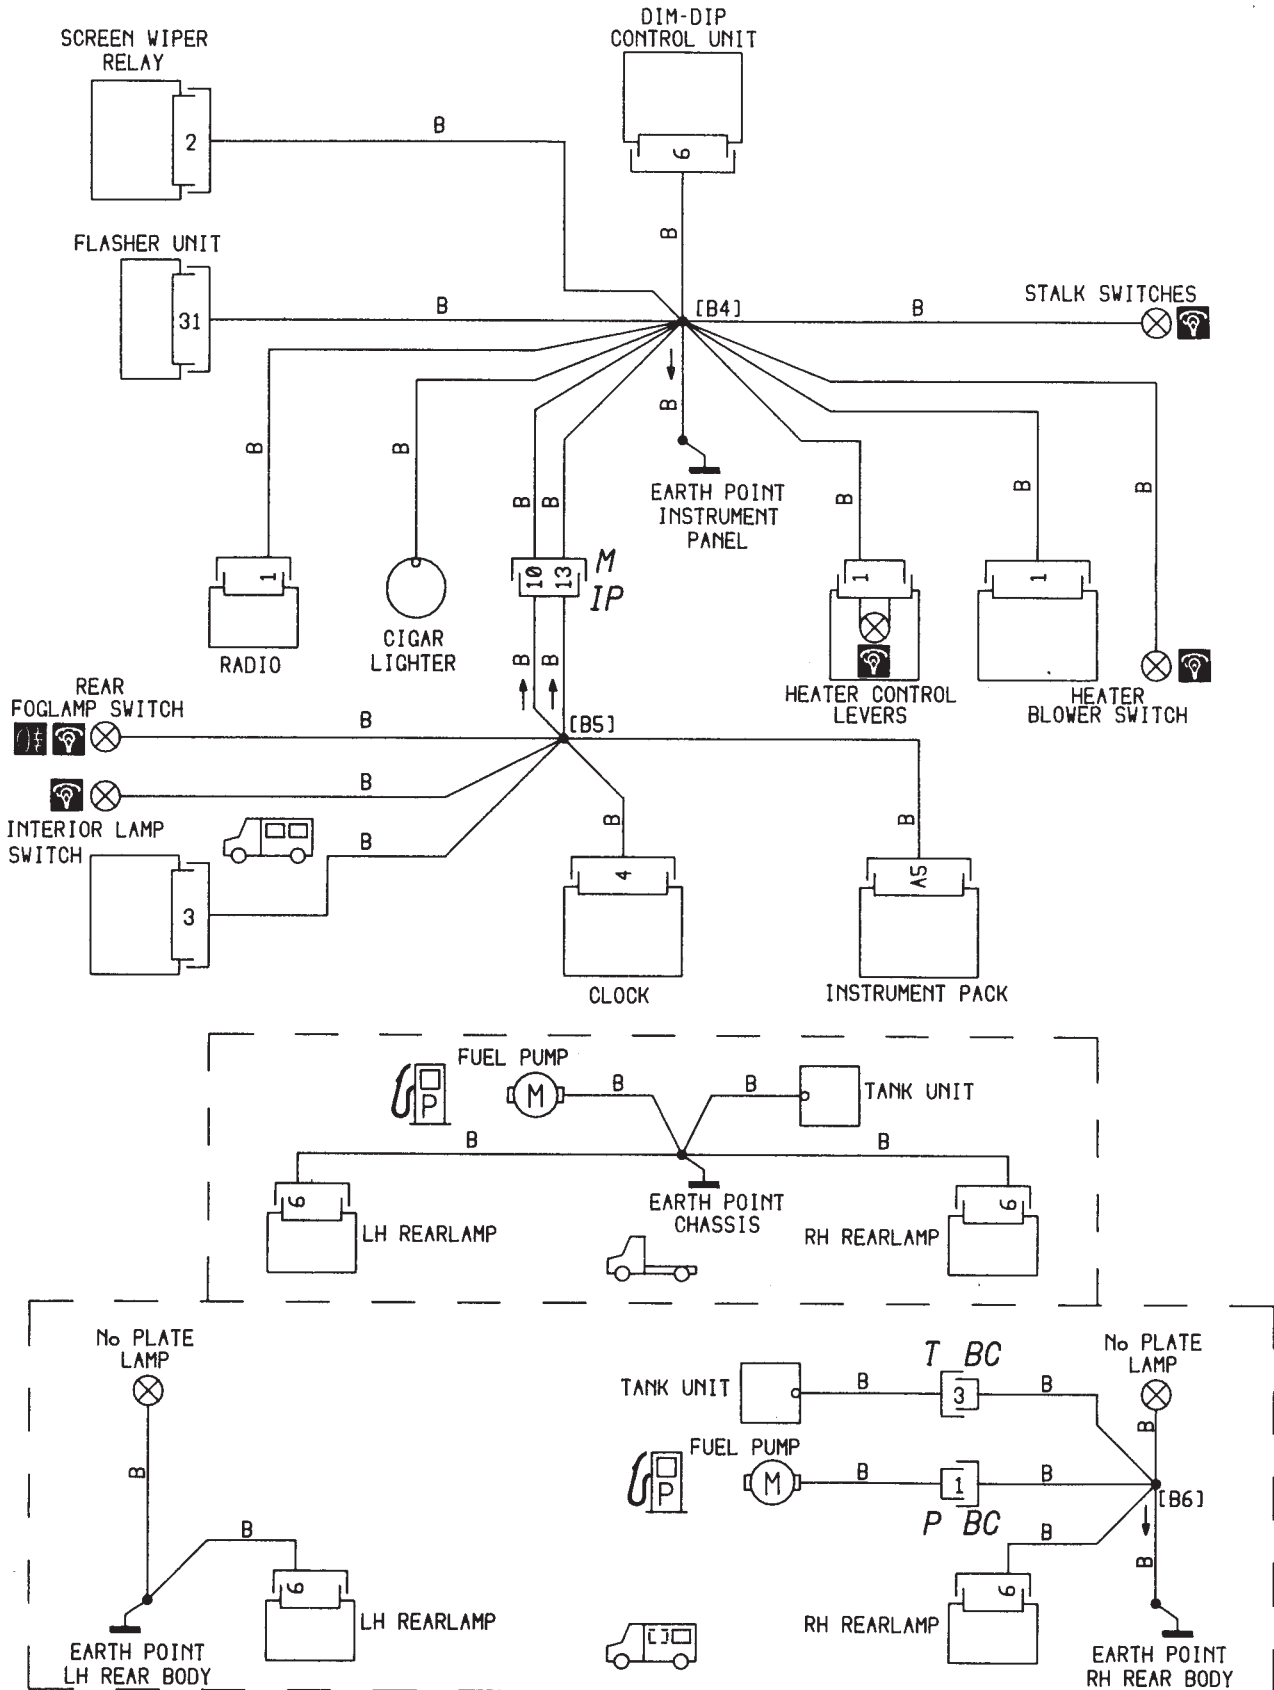 DIM-DIP
CONTROL UNIT
SCREEN WIPER
RELAY
2
B
6
B
FLASHER UNIT
31
B
[B4]
B
STALK SWITCHES
B
B
B
B
B
EARTH POINT
INSTRUMENT
PANEL
B
B
B
1
RADIO
CIGAR
LIGHTER
10
13
M
IP
B
B
1
HEATER CONTROL
LEVERS
1
HEATER
BLOWER SWITCH
REAR
FOGLAMP SWITCH
B
[B5]
B
INTERIOR LAMP
SWITCH
B
3
B
4
CLOCK
B
A5
INSTRUMENT PACK
FUEL PUMP
P
M
B
B
TANK UNIT
B
B
6
LH REARLAMP
EARTH POINT
CHASSIS
RH REARLAMP
6
No PLATE
LAMP
B
B
6
LH REARLAMP
EARTH POINT
LH REAR BODY
TANK UNIT
B
T BC
3
B
No PLATE
LAMP
B
FUEL PUMP
P
M
B
1
P BC
B
[B6]
B
B
RH REARLAMP
6
EARTH POINT
RH REAR BODY